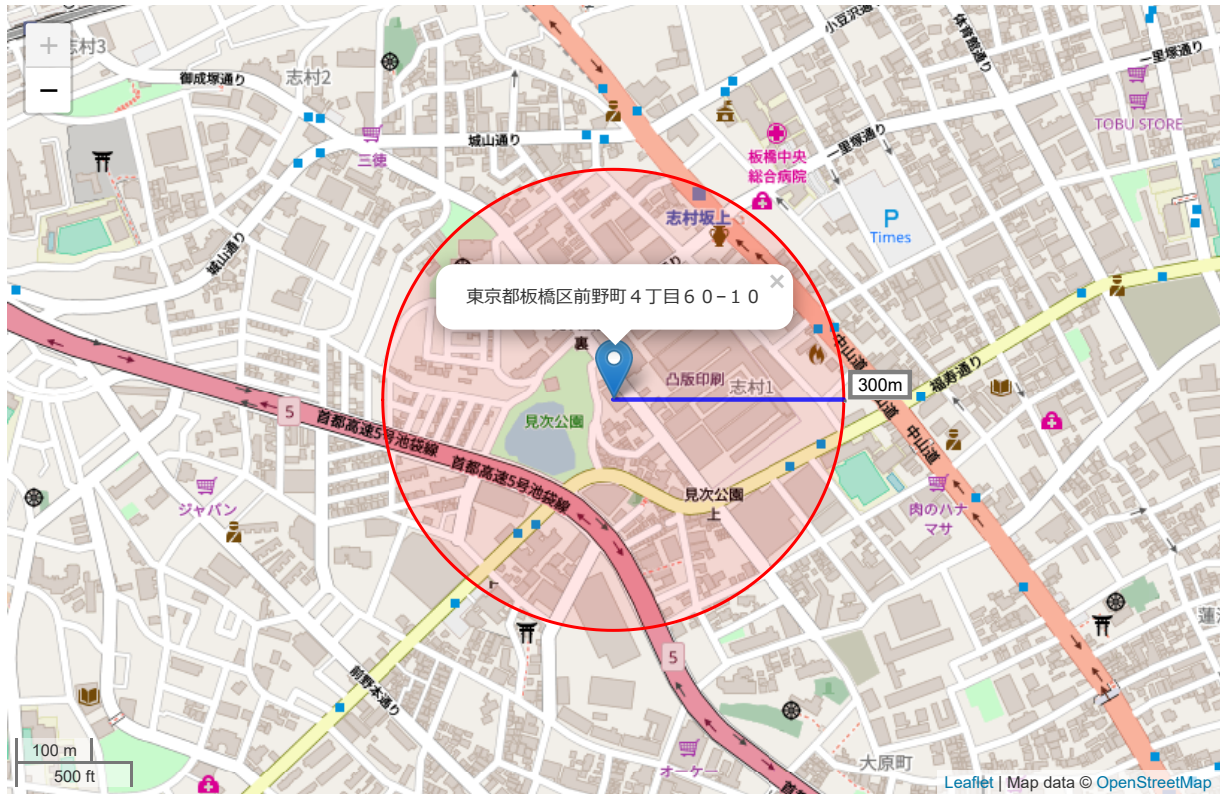 志村3
志村2
御成塚通り
小豆沢通り
体育館通り
一里塚通り
TOBU STORE
城山通り
三徳
板橋中央
総合病院
一里塚通り
志村坂上
P
Times
城山通り
東京都板橋区前野町４丁目６０−１０
×
裏
凸版印刷
志村1
300m
中山道
福寿通り
中山道
見次公園
5
首都高速5号池袋線
首都高速5号池袋線
見次公園
上
ジャパン
肉のハナ
マサ
5
前野本通り
オーケー
大原町
+
−
100 m
500 ft
Leaflet | Map data © OpenStreetMap